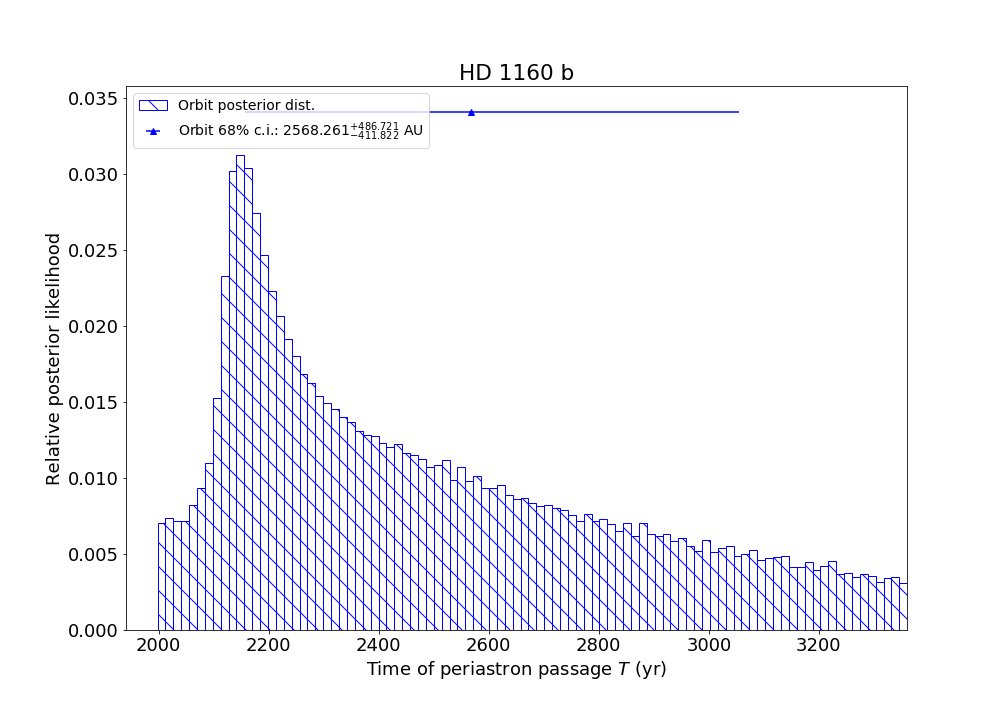 HD 1160 b
Orbit posterior dist.
Orbit 68% c.i.: 2568.261 +486.721 −411.822 AU
0.035
0.030
0.025
0.020
0.015
0.010
0.005
0.000
Relative posterior likelihood
2000 2200 2400 2600 2800 3000 3200
Time of periastron passage T (yr)